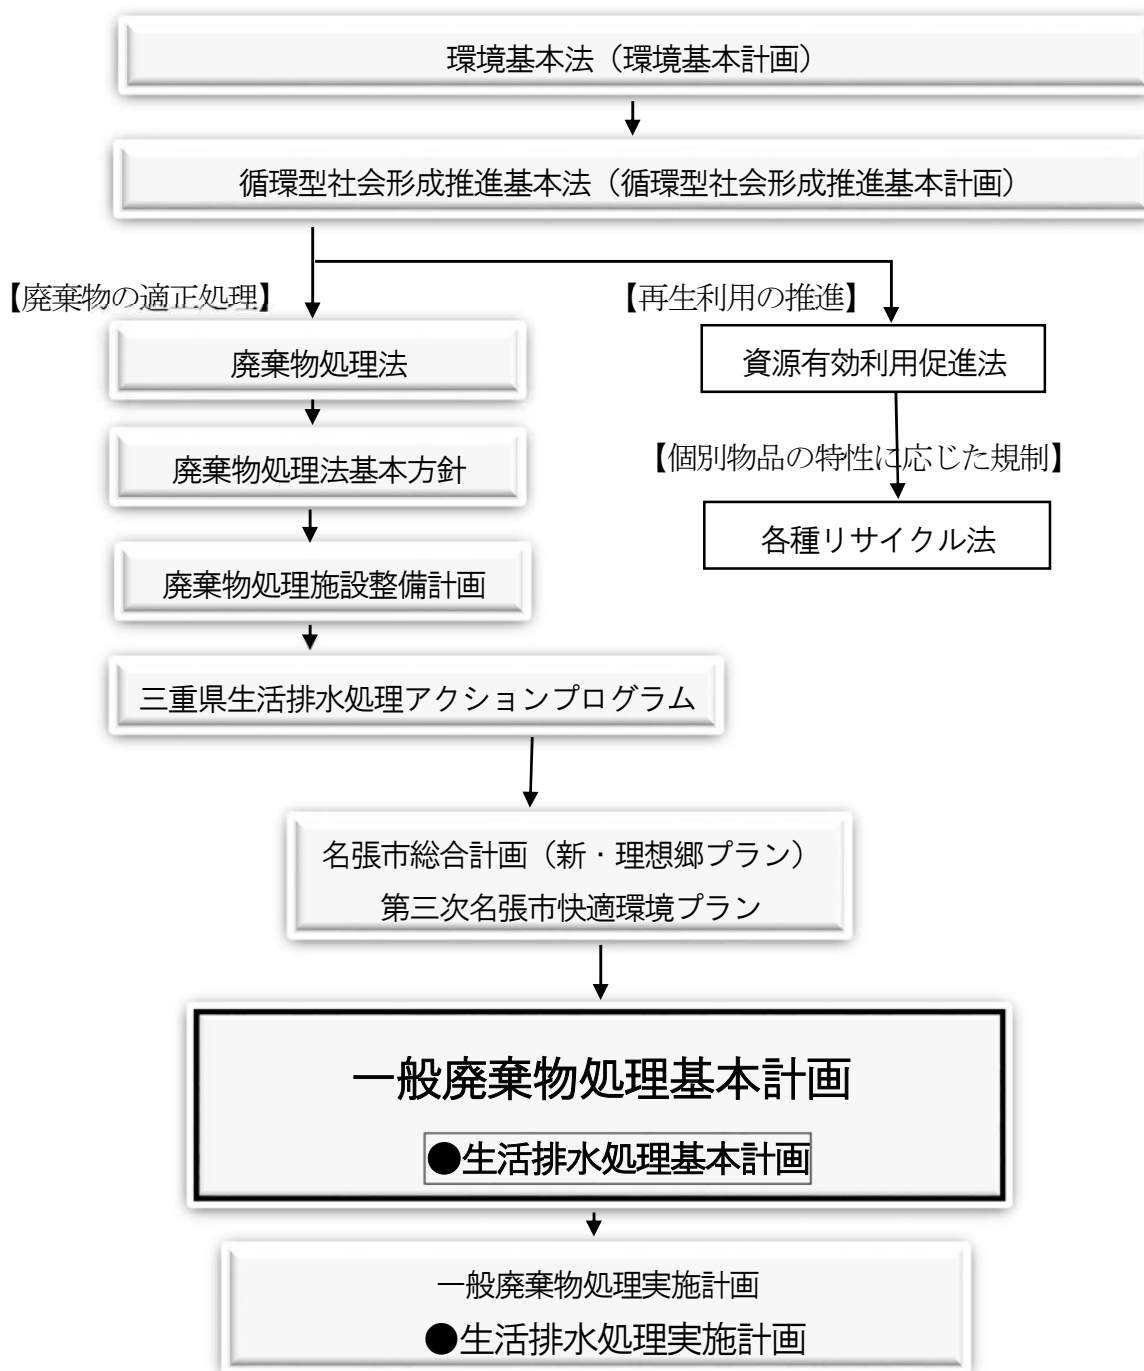 環境基本法（環境基本計画）
循環型社会形成推進基本法（循環型社会形成推進基本計画）
【廃棄物の適正処理】
【再生利用の推進】
廃棄物処理法
資源有効利用促進法
廃棄物処理法基本方針
【個別物品の特性に応じた規制】
各種リサイクル法
廃棄物処理施設整備計画
三重県生活排水処理アクションプログラム
名張市総合計画（新・理想郷プラン）
第三次名張市快適環境プラン
一般廃棄物処理基本計画
●生活排水処理基本計画
一般廃棄物処理実施計画
●生活排水処理実施計画